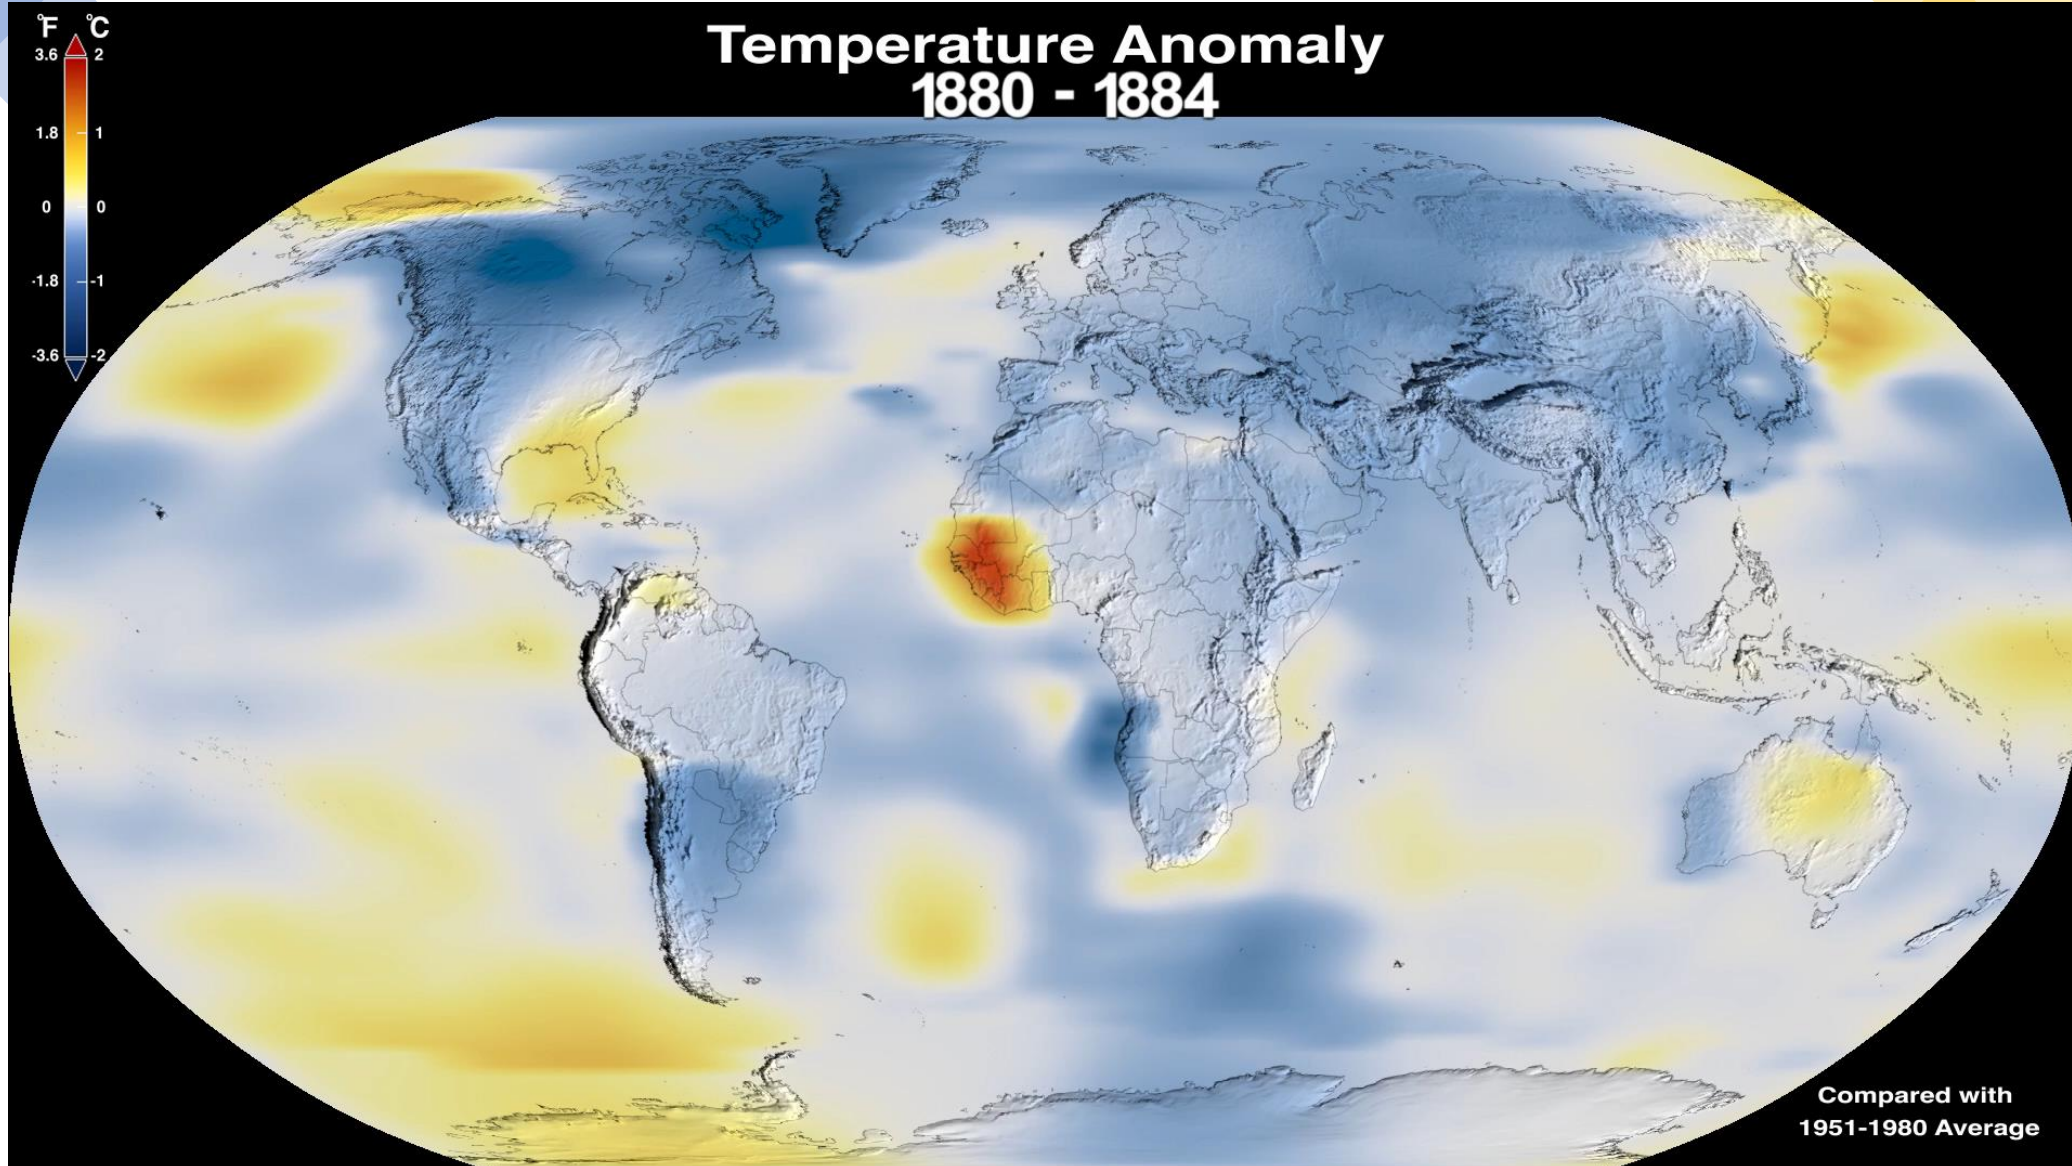 Temperature Anomaly
1880 - 1884
°F °C
3.6 2
1.8 1
0 0
-1.8 -1
-3.6 -2
Compared with
1951-1980 Average